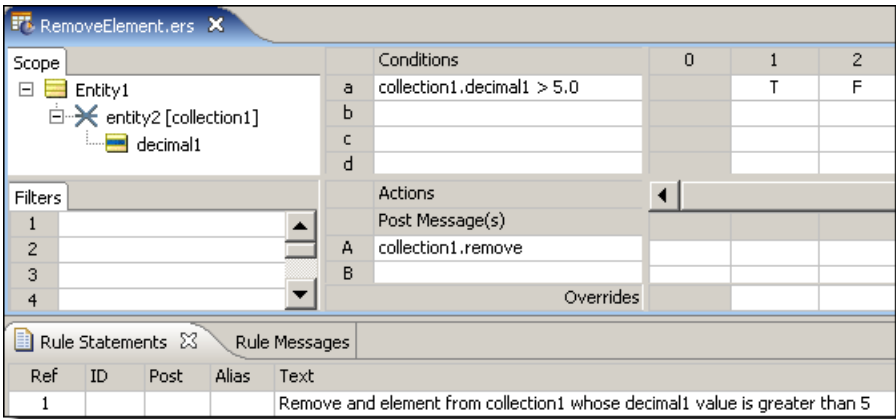 RemoveElement.ers
Scope
Entity1
entity2 [collection1]
decimal1
Conditions 0 1 2
a collection1.decimal1 > 5.0 T F
b
c
d
Filters
1
2
3
4
Actions
Post Message(s)
A collection1.remove
B
Overrides
Rule Statements Rule Messages
Ref ID Post Alias Text
1 Remove and element from collection1 whose decimal1 value is greater than 5